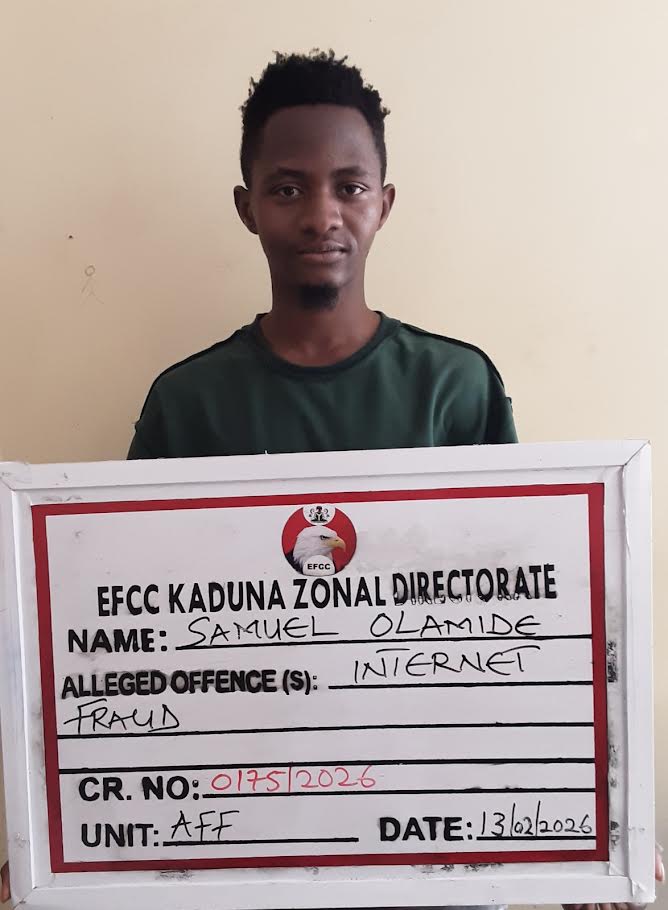 EFCC
EFCC KADUNA ZONAL DIRECTORATE
NAME: SAMUEL OLAMIDE
ALLEGED OFFENCE (S): INTERNET
FRAUD
CR. NO: 0175/2026
UNIT: AFF DATE: 13/02/2026